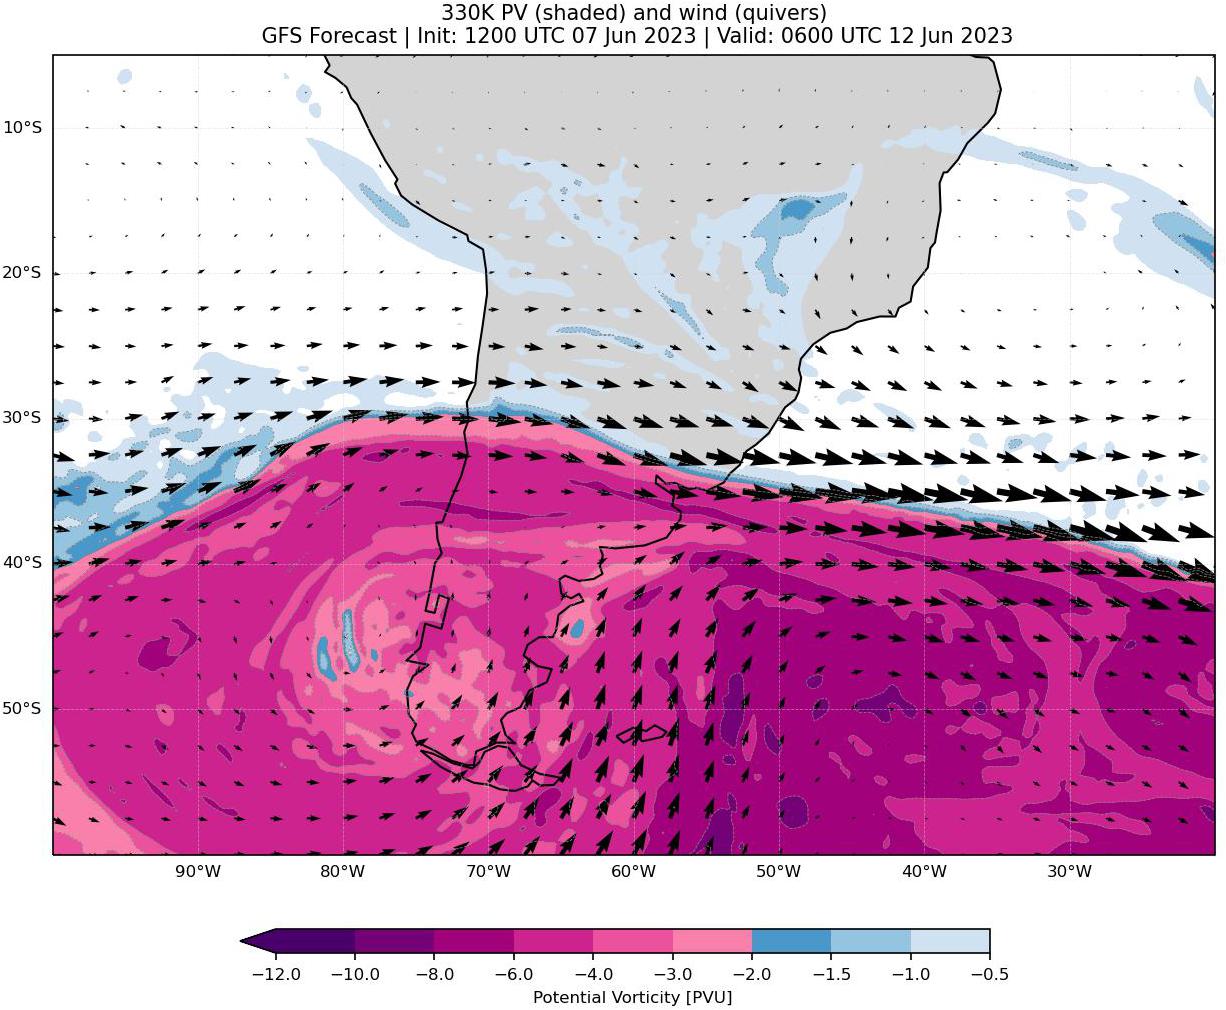 330K PV (shaded) and wind (quivers)
GFS Forecast | Init: 1200 UTC 07 Jun 2023 | Valid: 0600 UTC 12 Jun 2023
10°S
20°S
30°S
40°S
50°S
90°W 80°W 70°W 60°W 50°W 40°W 30°W
−12.0 −10.0 −8.0 −6.0 −4.0 −3.0 −2.0 −1.5 −1.0 −0.5
Potential Vorticity [PVU]